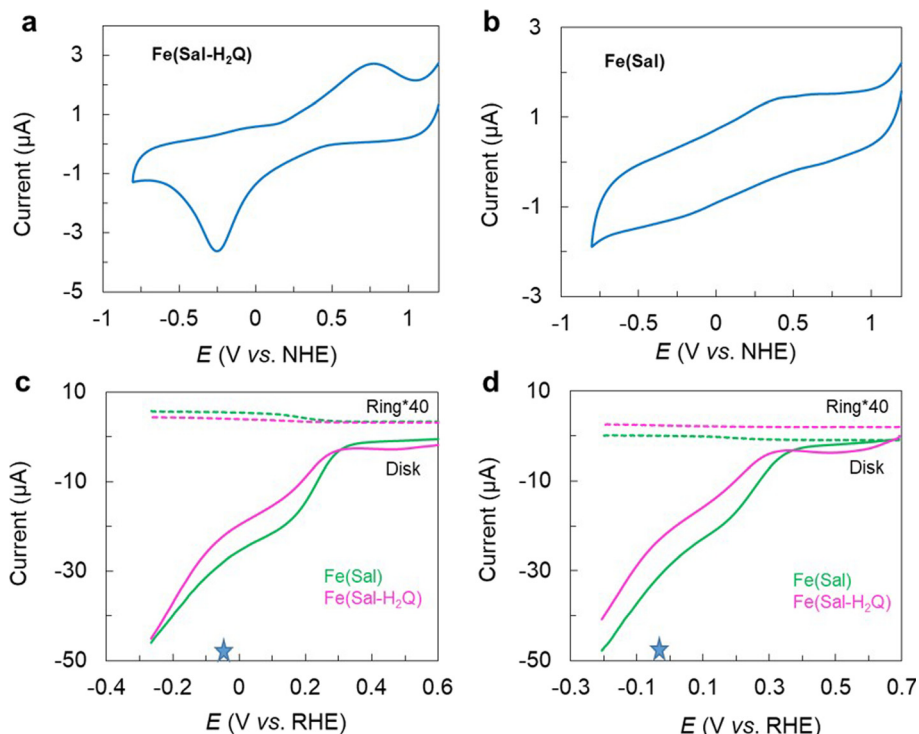 a
Fe(Sal-H₂Q)
3
1
-1
-3
-5
Current (µA)
-1
-0.5
0
0.5
1
E (V vs. NHE)
b
Fe(Sal)
3
1
-1
-3
Current (µA)
-1
-0.5
0
0.5
1
E (V vs. NHE)
c
10
-10
-30
-50
Current (µA)
Ring*40
Disk
Fe(Sal)
Fe(Sal-H₂Q)
-0.4
-0.2
0
0.2
0.4
0.6
E (V vs. RHE)
d
10
-10
-30
-50
Current (µA)
Ring*40
Disk
Fe(Sal)
Fe(Sal-H₂Q)
-0.3
-0.1
0.1
0.3
0.5
0.7
E (V vs. RHE)